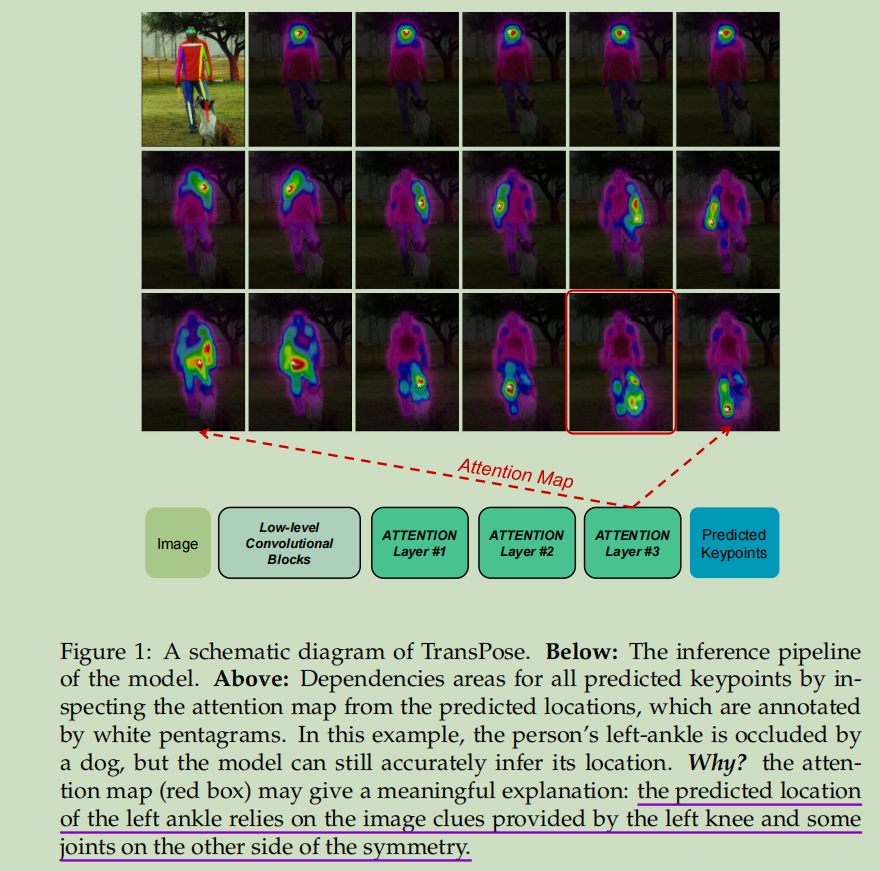 Attention Map
Image
Low-level
Convolutional
Blocks
ATTENTION
Layer #1
ATTENTION
Layer #2
ATTENTION
Layer #3
Predicted
Keypoints
Figure 1: A schematic diagram of TransPose. Below: The inference pipeline
of the model. Above: Dependencies areas for all predicted keypoints by in-
specting the attention map from the predicted locations, which are annotated
by white pentagrams. In this example, the person's left-ankle is occluded by
a dog, but the model can still accurately infer its location. Why? the atten-
tion map (red box) may give a meaningful explanation: the predicted location
of the left ankle relies on the image clues provided by the left knee and some
joints on the other side of the symmetry.